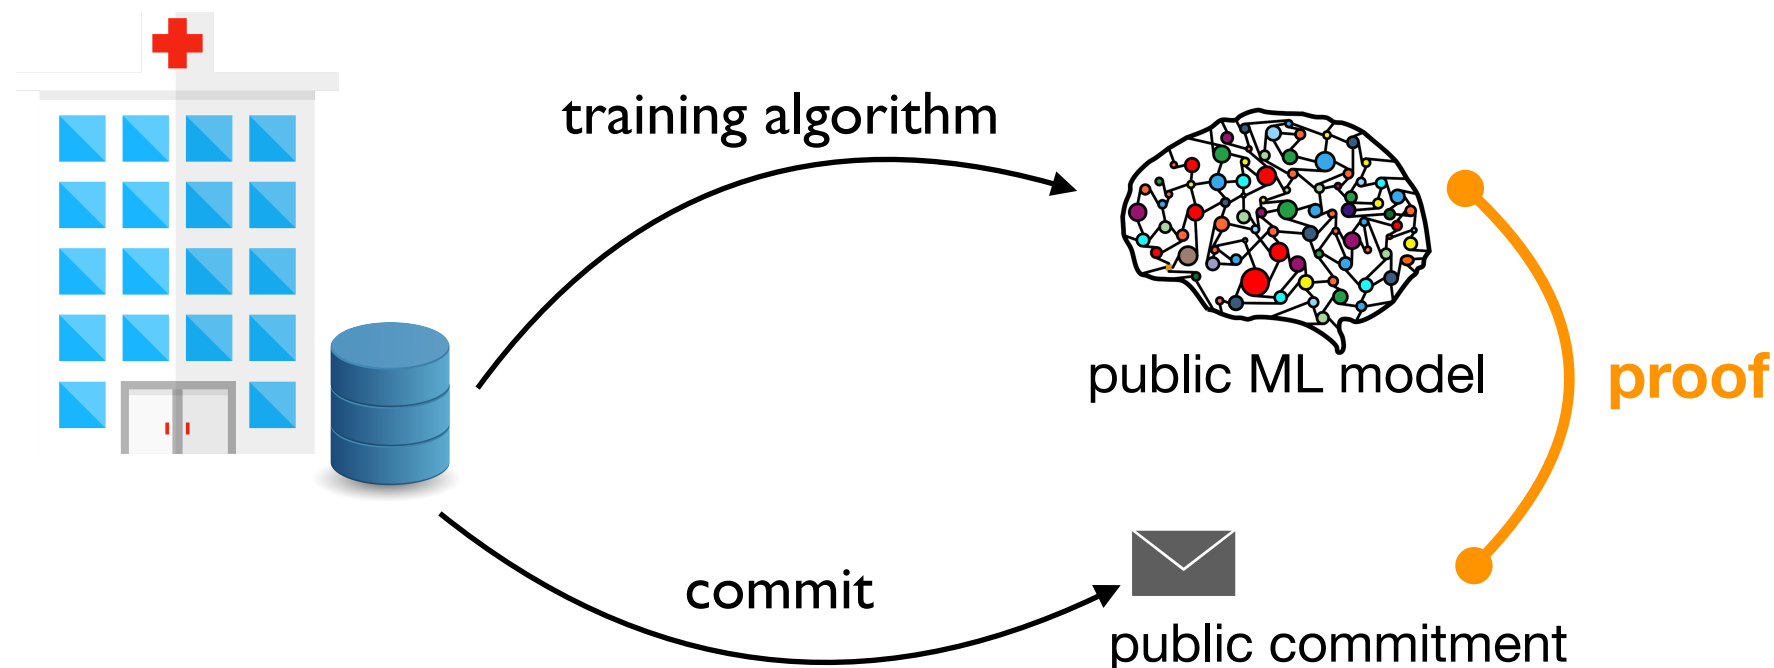 training algorithm
public ML model
proof
commit
public commitment